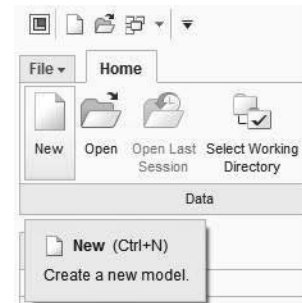 File Home
New Open Open Last Session Select Working Directory
Data
New (Ctrl+N)
Create a new model.